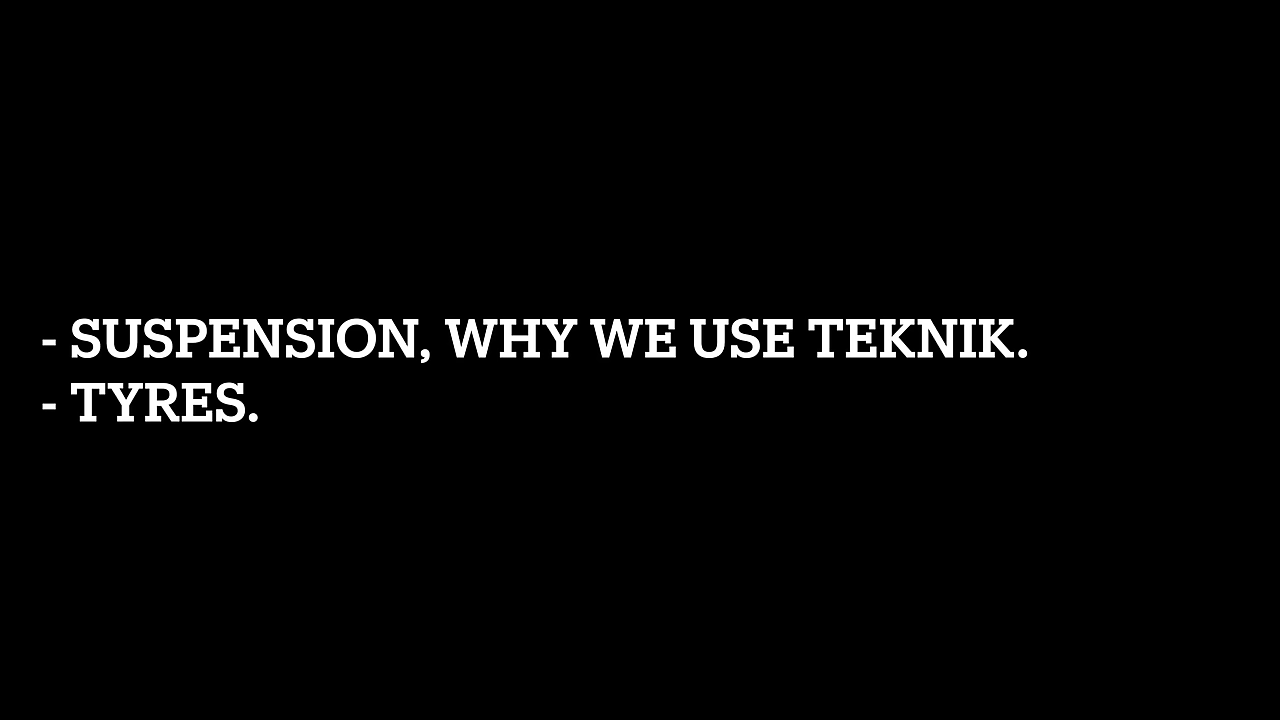 - SUSPENSION, WHY WE USE TEKNIK.
- TYRES.